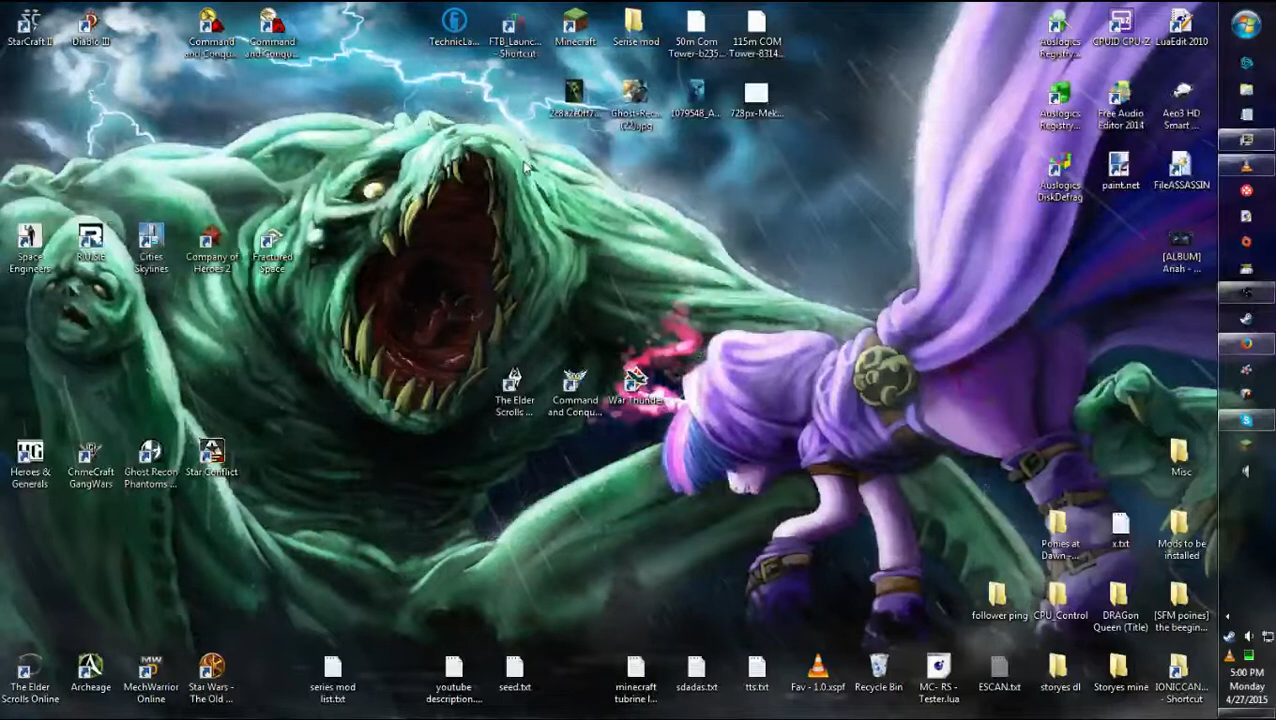 StarCraft II
Diablo III
Command
and Conqu...
Command
and Conqu...
TechnicLa...
FTB_Launc...
- Shortcut
Minecraft
Sense mod
50m Com
Tower-b235...
115m COM
Tower-8314...
Auslogics
Registry...
CPUID CPU-Z
LuaEdit 2010
Ghost-Rec...
(22).jpg
1079548_A...
728px-Mek...
Auslogics
Registry...
Free Audio
Editor 2014
Aeo3 HD
Smart ...
Auslogics
DiskDefrag
paint.net
FileASSASSIN
Space
Engineers
R.U.S.E
Cities
Skylines
Company of
Heroes 2
Fractured
Space
[ALBUM]
Anah - ...
The Elder
Scrolls ...
Command
and Conqu...
War Thunder
Heroes &
Generals
CrimeCraft
GangWars
Ghost Recon
Phantoms ...
Star Conflict
Misc
Ponies at
Dawn -...
x.txt
Mods to be
installed
follower ping
CPU_Control
DRAGon
Queen (Title)
[SFM poines]
the beegin...
The Elder
Scrolls Online
Archeage
MechWarrior
Online
Star Wars -
The Old ...
series mod
list.txt
youtube
description...
seed.txt
minecraft
tubrine l...
sdadas.txt
tts.txt
Fav - 1.0.xspf
Recycle Bin
MC- RS -
Tester.lua
ESCAN.txt
storyes dl
Storyes mine
IONICCAN...
- Shortcut
5:00 PM
Monday
4/27/2015